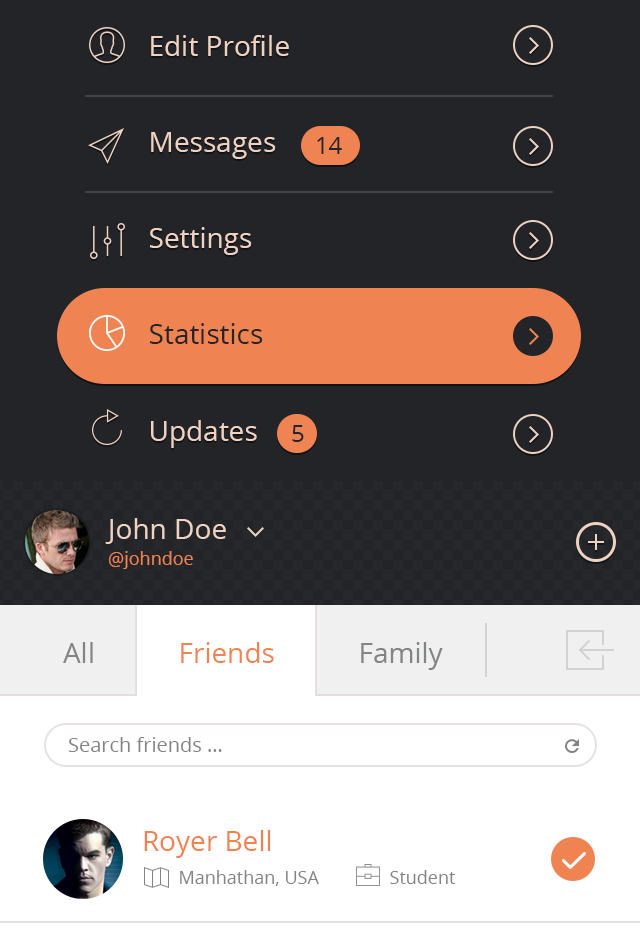 Edit Profile
Messages 14
Settings
Statistics
Updates 5
John Doe
@johndoe
All Friends Family
Search friends ...
Royer Bell
Manhathan, USA Student